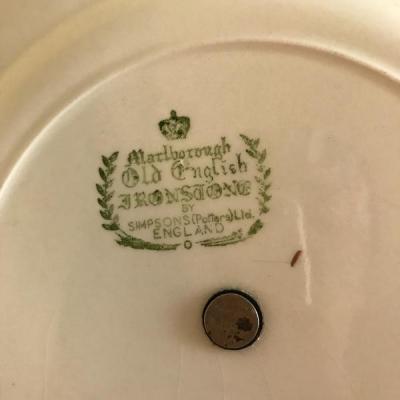 Marlborough
Old English
IRONSTONE
BY
SIMPSONS (Potters) Ltd.
ENGLAND